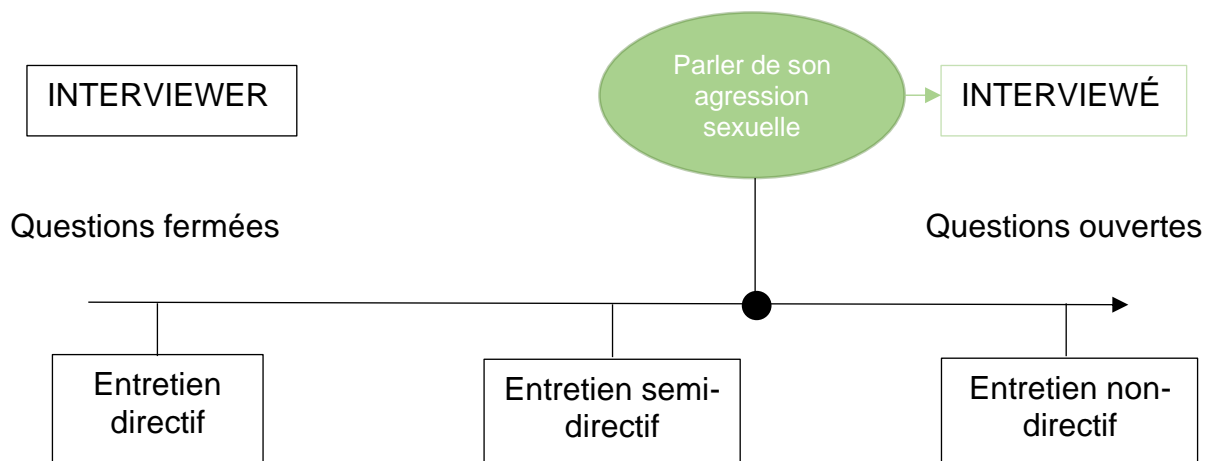 INTERVIEWER
Parler de son
agression
sexuelle
INTERVIEWÉ
Questions fermées
Questions ouvertes
Entretien
directif
Entretien semi-
directif
Entretien non-
directif